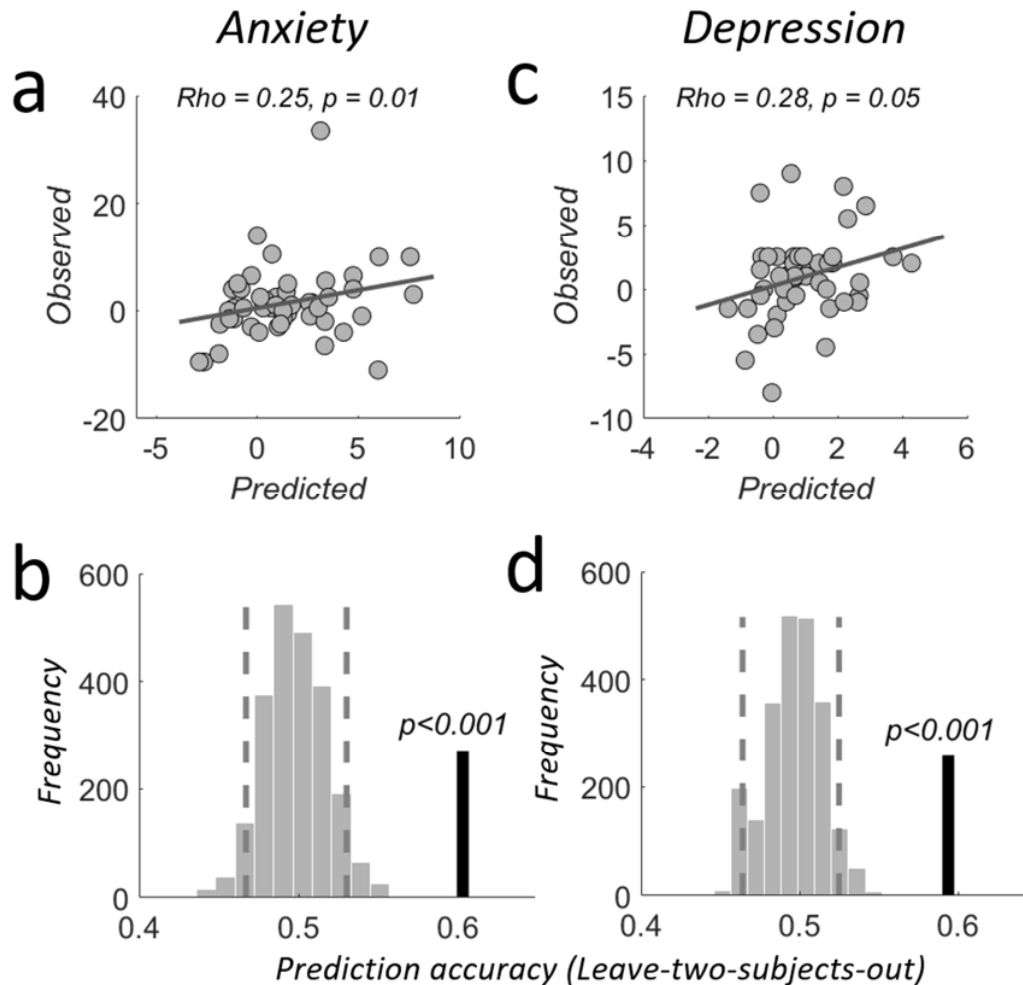 Anxiety
Depression
a
Rho = 0.25, p = 0.01
40
20
0
-20
Observed
-5
0
5
10
Predicted
c
Rho = 0.28, p = 0.05
15
10
5
0
-5
-10
Observed
-4
-2
0
2
4
6
Predicted
b
600
400
200
0
Frequency
p<0.001
0.4
0.5
0.6
d
600
400
200
0
Frequency
p<0.001
0.4
0.5
0.6
Prediction accuracy (Leave-two-subjects-out)